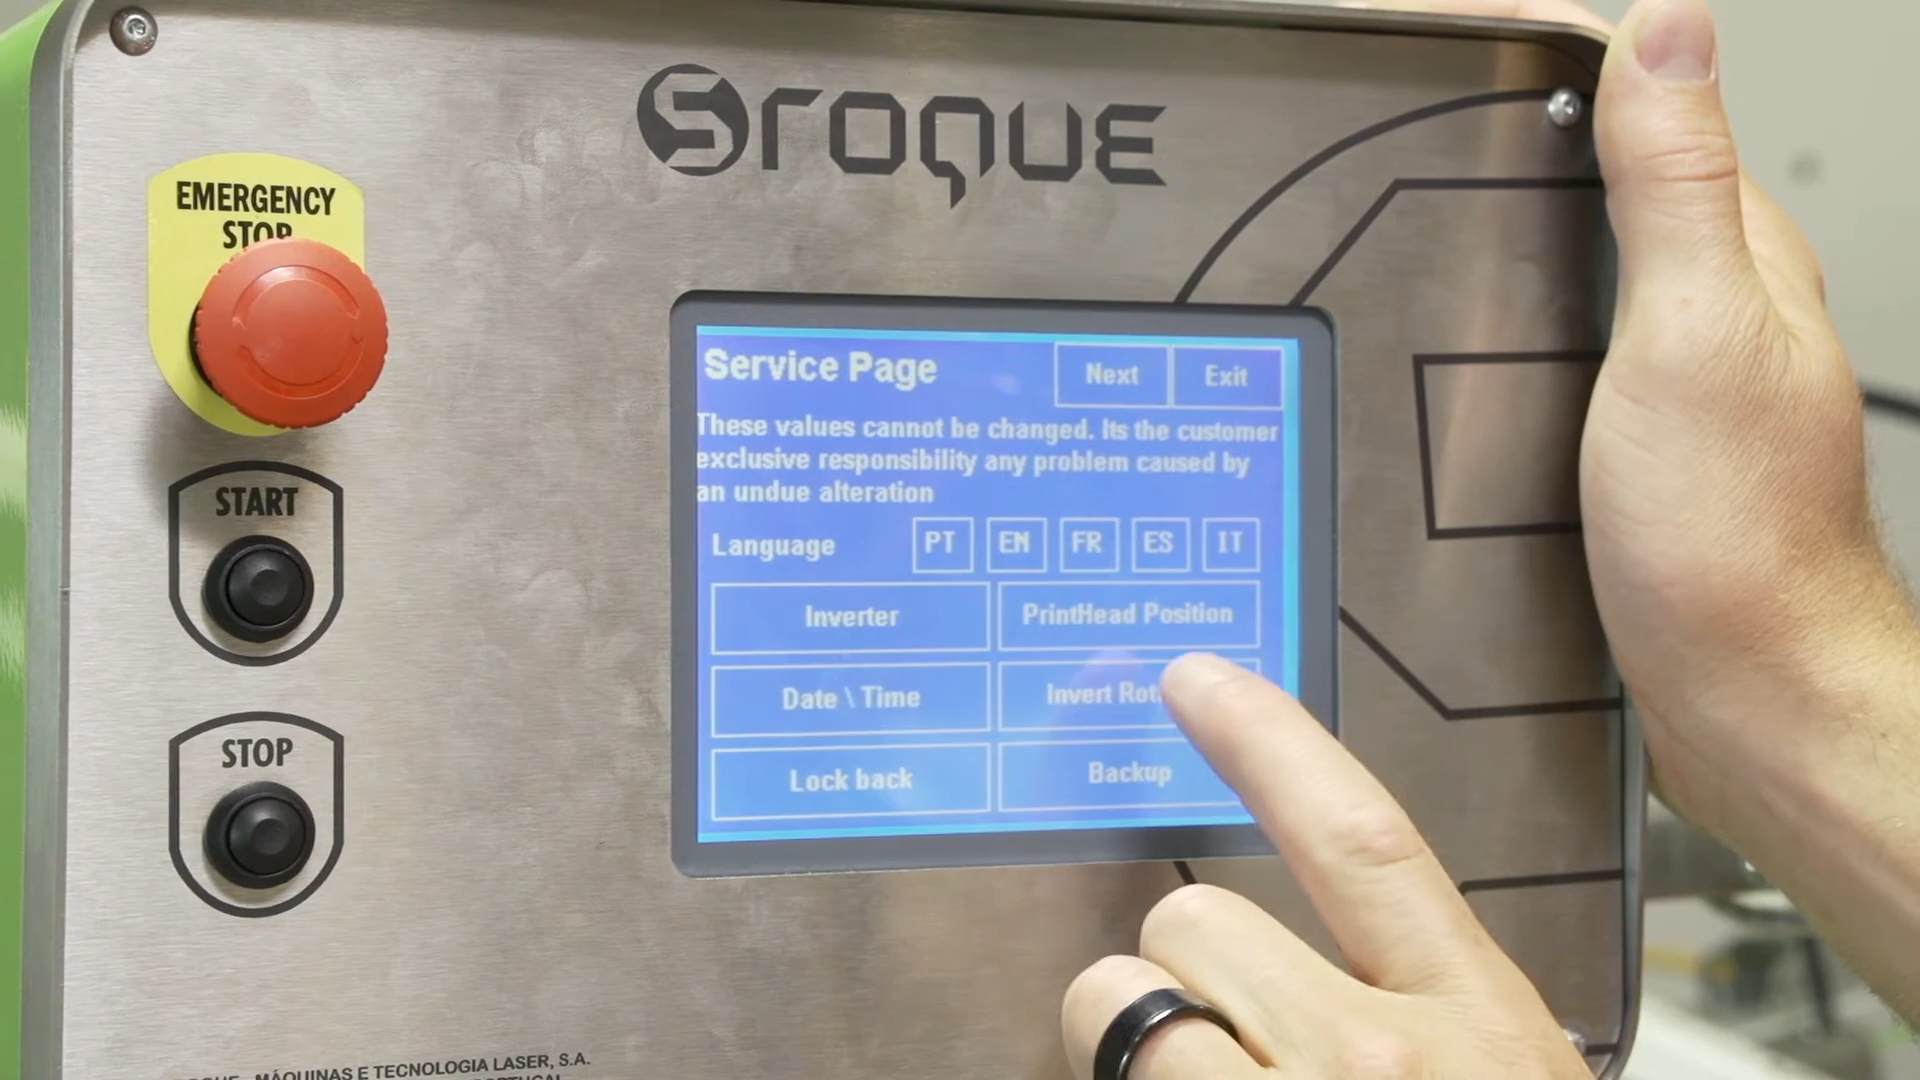 Sroque
EMERGENCY
STOP
START
STOP
Service Page
Next
Exit
These values cannot be changed. Its the customer
exclusive responsibility any problem caused by
an undue alteration
Language
PT
EN
FR
ES
IT
Inverter
PrintHead Position
Date \ Time
Invert
Lock back
Backup
MÁQUINAS E TECNOLOGIA LASER, S.A.